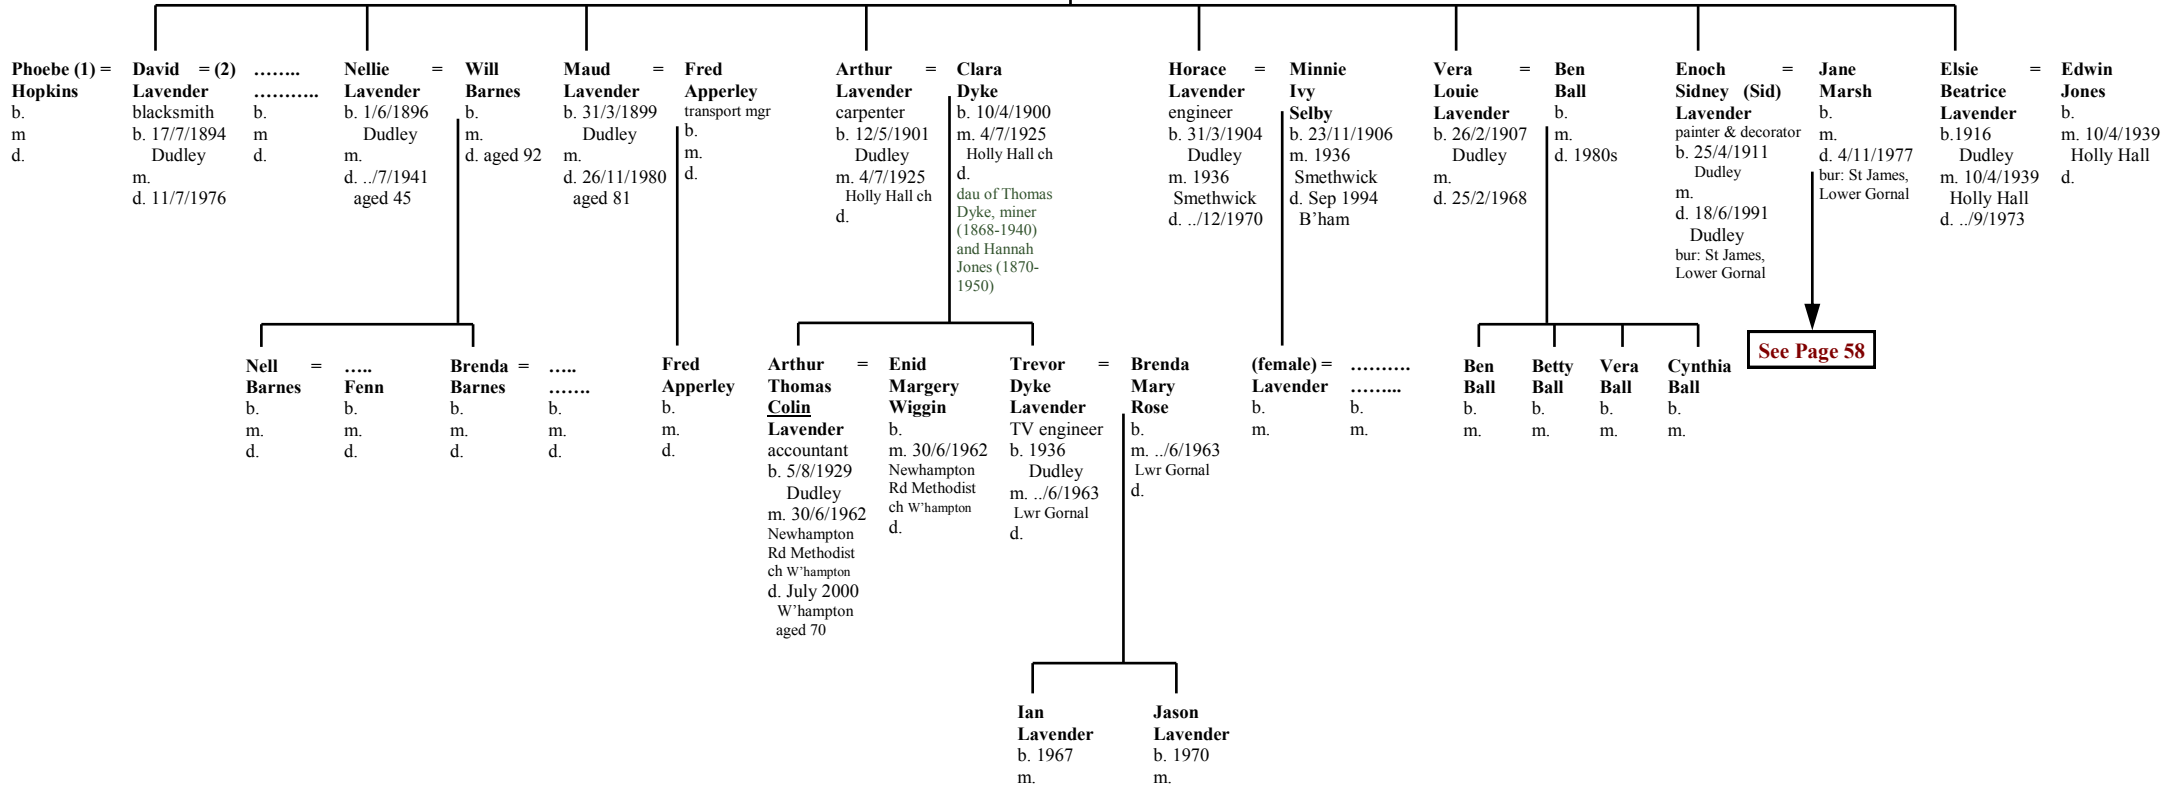 Phoebe (1) =
Hopkins
b.
m
d.
David = (2)
Lavender
blacksmith
b. 17/7/1894
Dudley
m.
d. 11/7/1976
……..
………..
b.
m
d.
Nellie =
Lavender
b. 1/6/1896
Dudley
m.
d. ../7/1941
aged 45
Will
Barnes
b.
m.
d. aged 92
Maud =
Lavender
b. 31/3/1899
Dudley
m.
d. 26/11/1980
aged 81
Fred
Apperley
transport mgr
b.
m.
d.
Arthur =
Lavender
carpenter
b. 12/5/1901
Dudley
m. 4/7/1925
Holly Hall ch
d.
Clara
Dyke
b. 10/4/1900
m. 4/7/1925
Holly Hall ch
d.
dau of Thomas
Dyke, miner
(1868-1940)
and Hannah
Jones (1870-
1950)
Horace =
Lavender
engineer
b. 31/3/1904
Dudley
m. 1936
Smethwick
d. ../12/1970
Minnie
Ivy
Selby
b. 23/11/1906
m. 1936
Smethwick
d. Sep 1994
B’ham
Vera =
Louie
Lavender
b. 26/2/1907
Dudley
m.
d. 25/2/1968
Ben
Ball
b.
m.
d. 1980s
Enoch =
Sidney (Sid)
Lavender
painter & decorator
b. 25/4/1911
Dudley
m.
d. 18/6/1991
Dudley
bur: St James,
Lower Gornal
Jane
Marsh
b.
m.
d. 4/11/1977
bur: St James,
Lower Gornal
Elsie =
Beatrice
Lavender
b.1916
Dudley
m. 10/4/1939
Holly Hall
d. ../9/1973
Edwin
Jones
b.
m. 10/4/1939
Holly Hall
d.
Nell =
Barnes
b.
m.
d.
…..
Fenn
b.
m.
d.
Brenda =
Barnes
b.
m.
d.
…..
…….
b.
m.
d.
Fred
Apperley
b.
m.
d.
Arthur =
Thomas
Colin
Lavender
accountant
b. 5/8/1929
Dudley
m. 30/6/1962
Newhampton
Rd Methodist
ch W’hampton
d. July 2000
W’hampton
aged 70
Enid
Margery
Wiggin
b.
m. 30/6/1962
Newhampton
Rd Methodist
ch W’hampton
d.
Trevor =
Dyke
Lavender
TV engineer
b. 1936
Dudley
m. ../6/1963
Lwr Gornal
d.
Brenda
Mary
Rose
b.
m. ../6/1963
Lwr Gornal
d.
(female) =
Lavender
b.
m.
……….
……...
b.
m.
Ben
Ball
b.
m.
Betty
Ball
b.
m.
Vera
Ball
b.
m.
Cynthia
Ball
b.
m.
See Page 58
Ian
Lavender
b. 1967
m.
Jason
Lavender
b. 1970
m.